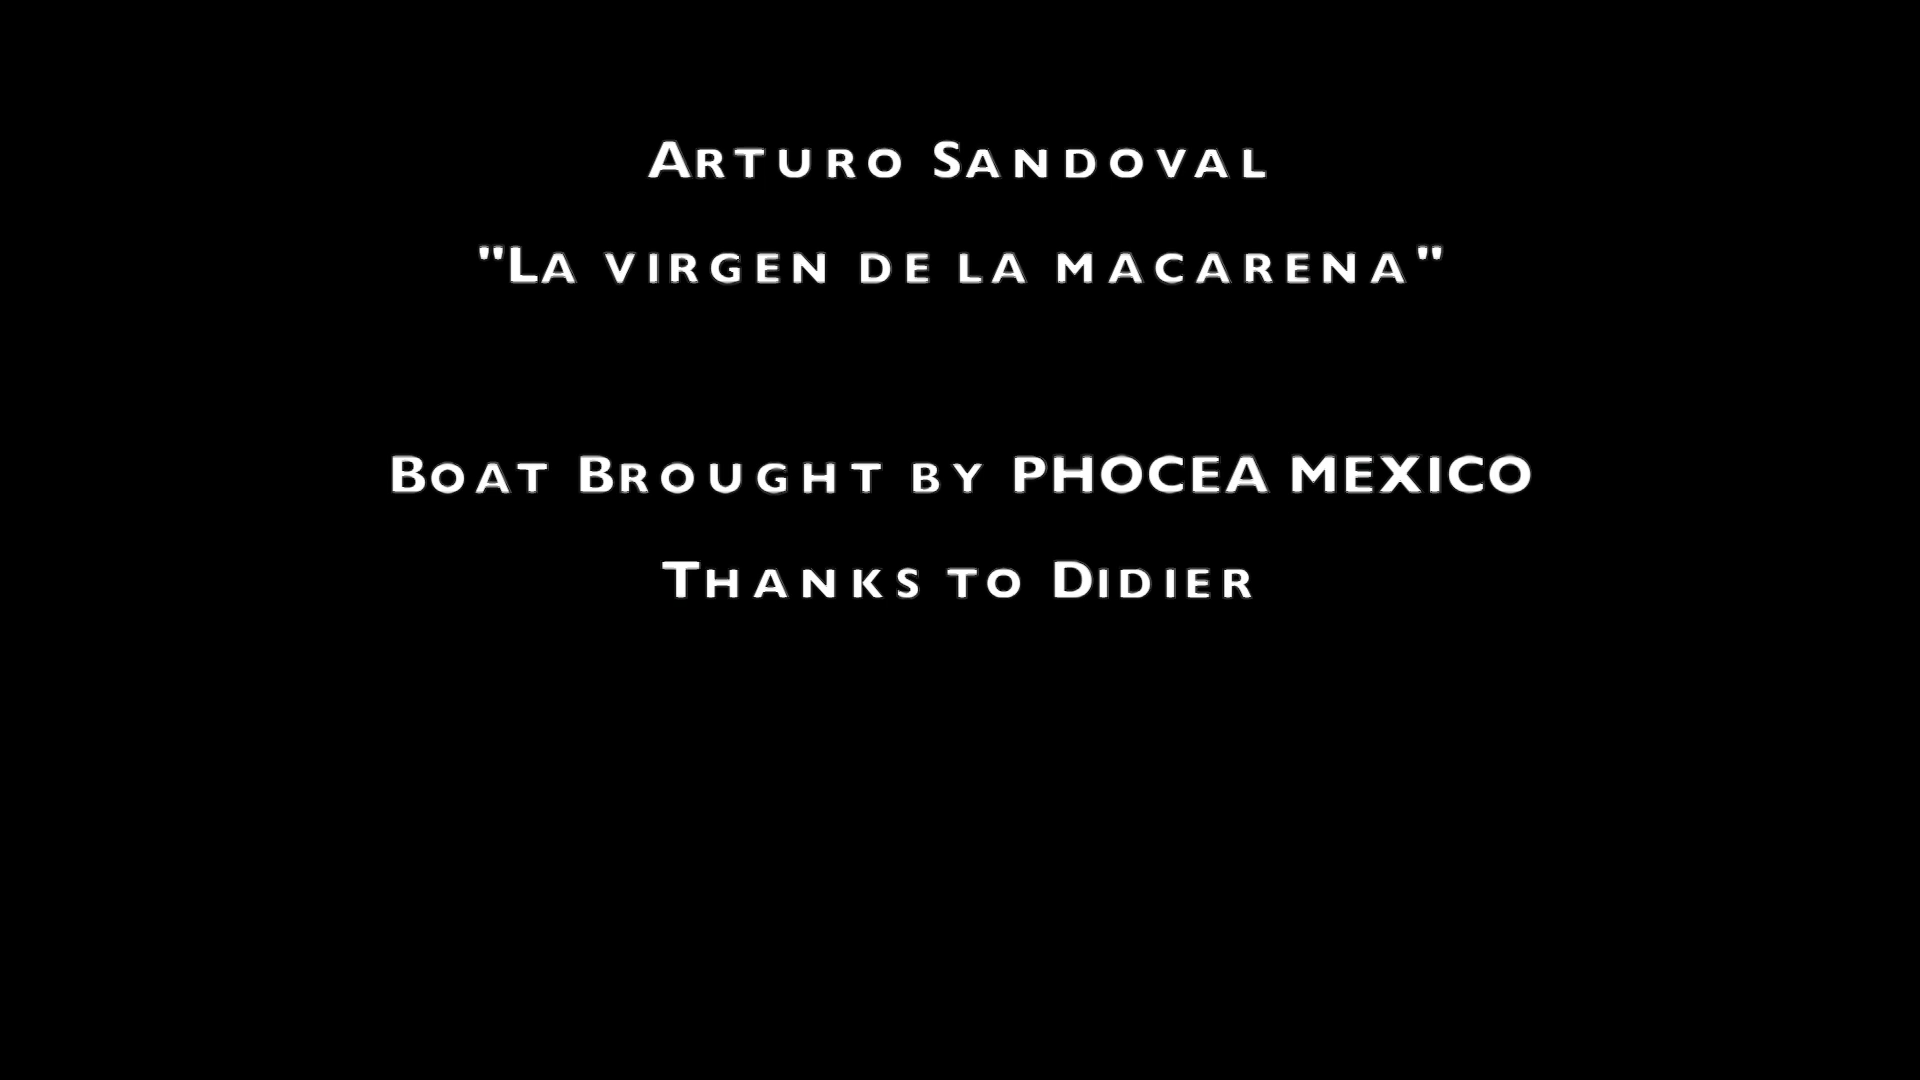 Arturo Sandoval
"La virgen de la macarena"
Boat Brought by PHOCEA MEXICO
Thanks to Didier